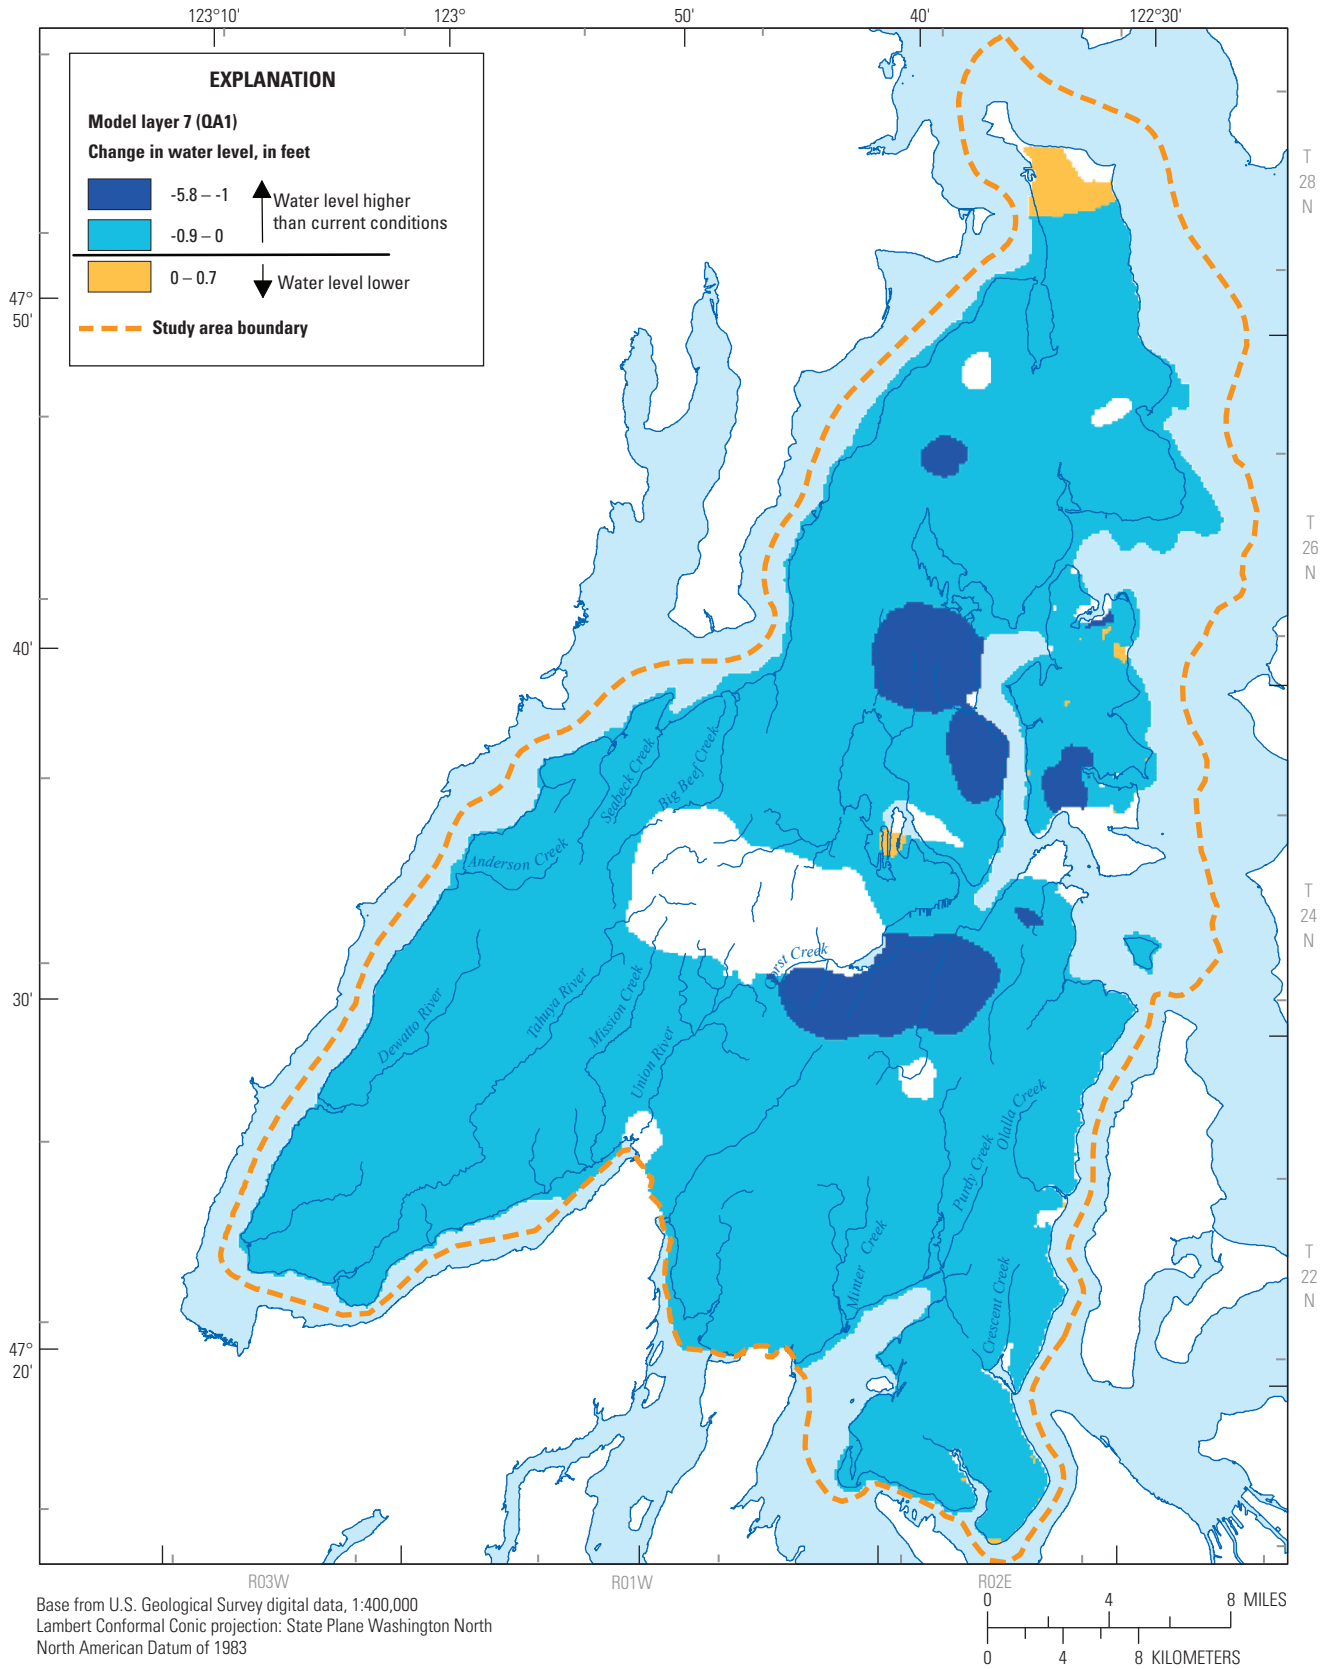 123°10'
123°
50'
40'
122°30'
EXPLANATION
Model layer 7 (QA1)
Change in water level, in feet
-5.8 – -1
-0.9 – 0
Water level higher
than current conditions
0 – 0.7
Water level lower
Study area boundary
T
28
N
47°
50'
T
26
N
40'
Seabeck Creek
Big Beef Creek
Anderson Creek
T
24
N
Gorst Creek
30'
Dewatto River
Tahuya River
Mission Creek
Union River
Olalla Creek
Purdy Creek
Minter Creek
Crescent Creek
T
22
N
47°
20'
R03W
R01W
R02E
Base from U.S. Geological Survey digital data, 1:400,000
Lambert Conformal Conic projection: State Plane Washington North
North American Datum of 1983
0 4 8 MILES
0 4 8 KILOMETERS